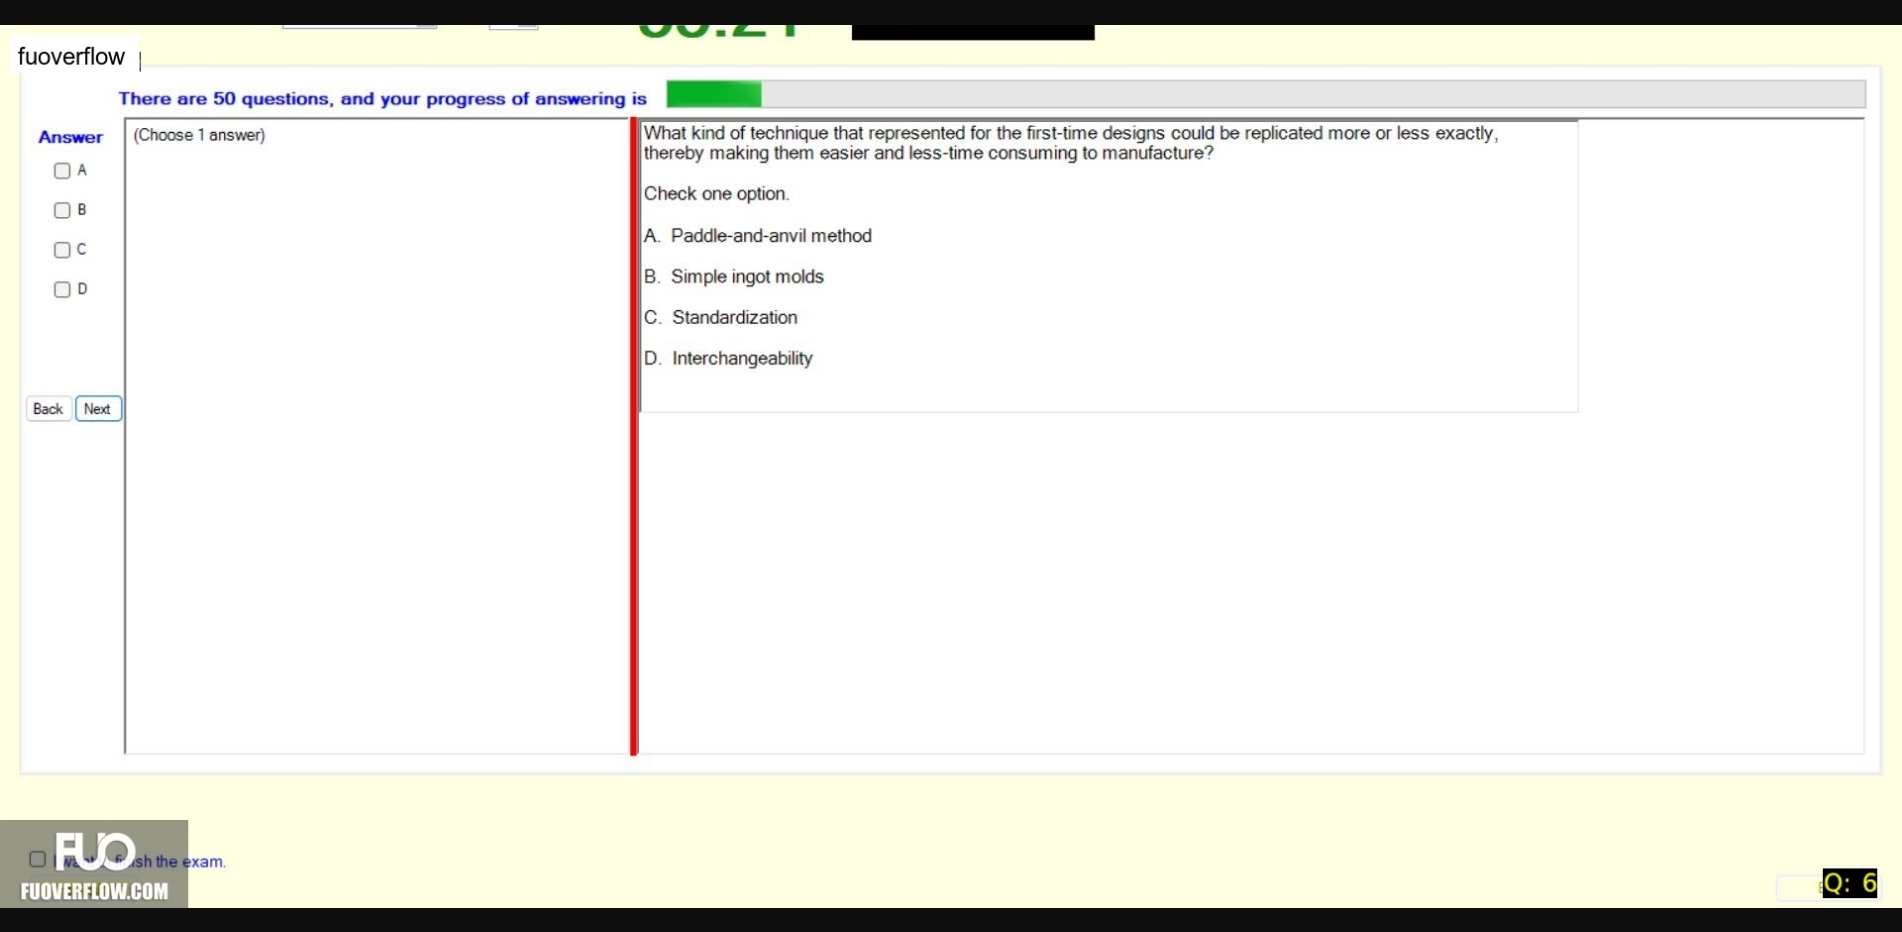 fuoverflow
There are 50 questions, and your progress of answering is
Answer
(Choose 1 answer)
A
B
C
D
Back Next
What kind of technique that represented for the first-time designs could be replicated more or less exactly,
thereby making them easier and less-time consuming to manufacture?
Check one option.
A. Paddle-and-anvil method
B. Simple ingot molds
C. Standardization
D. Interchangeability
FUO
I want finish the exam.
FUOVERFLOW.COM
Q: 6